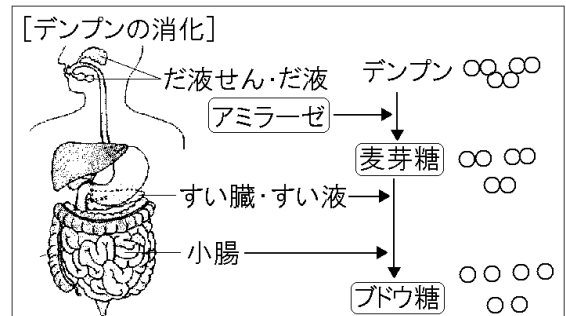 [デンプンの消化]
だ液せん・だ液
デンプン
アミラーゼ
麦芽糖
すい臓・すい液
小腸
ブドウ糖